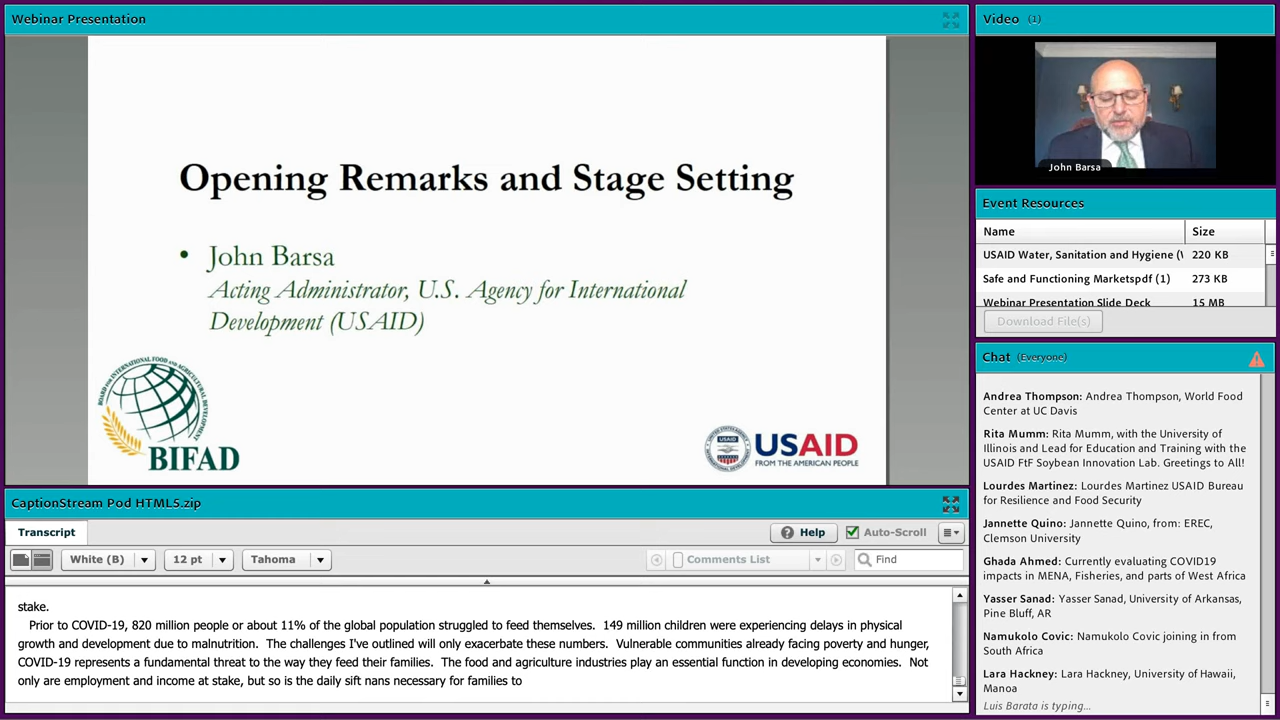 Webinar Presentation
Opening Remarks and Stage Setting
• John Barsa
Acting Administrator, U.S. Agency for International
Development (USAID)
BOARD FOR INTERNATIONAL FOOD AND AGRICULTURAL DEVELOPMENT
BIFAD
USAID
USAID
FROM THE AMERICAN PEOPLE
CaptionStream Pod HTML5.zip
Transcript
Help
Auto-Scroll
White (B)
12 pt
Tahoma
Comments List
Find
stake.
Prior to COVID-19, 820 million people or about 11% of the global population struggled to feed themselves. 149 million children were experiencing delays in physical
growth and development due to malnutrition. The challenges I've outlined will only exacerbate these numbers. Vulnerable communities already facing poverty and hunger,
COVID-19 represents a fundamental threat to the way they feed their families. The food and agriculture industries play an essential function in developing economies. Not
only are employment and income at stake, but so is the daily sift nans necessary for families to
Video (1)
John Barsa
Event Resources
Name Size
USAID Water, Sanitation and Hygiene ( 220 KB
Safe and Functioning Marketspdf (1) 273 KB
Webinar Presentation Slide Deck 15 MB
Download File(s)
Chat (Everyone)
Andrea Thompson: Andrea Thompson, World Food
Center at UC Davis
Rita Mumm: Rita Mumm, with the University of
Illinois and Lead for Education and Training with the
USAID FtF Soybean Innovation Lab. Greetings to All!
Lourdes Martinez: Lourdes Martinez USAID Bureau
for Resilience and Food Security
Jannette Quino: Jannette Quino, from: EREC,
Clemson University
Ghada Ahmed: Currently evaluating COVID19
impacts in MENA, Fisheries, and parts of West Africa
Yasser Sanad: Yasser Sanad, University of Arkansas,
Pine Bluff, AR
Namukolo Covic: Namukolo Covic joining in from
South Africa
Lara Hackney: Lara Hackney, University of Hawaii,
Manoa
Luis Barata is typing...